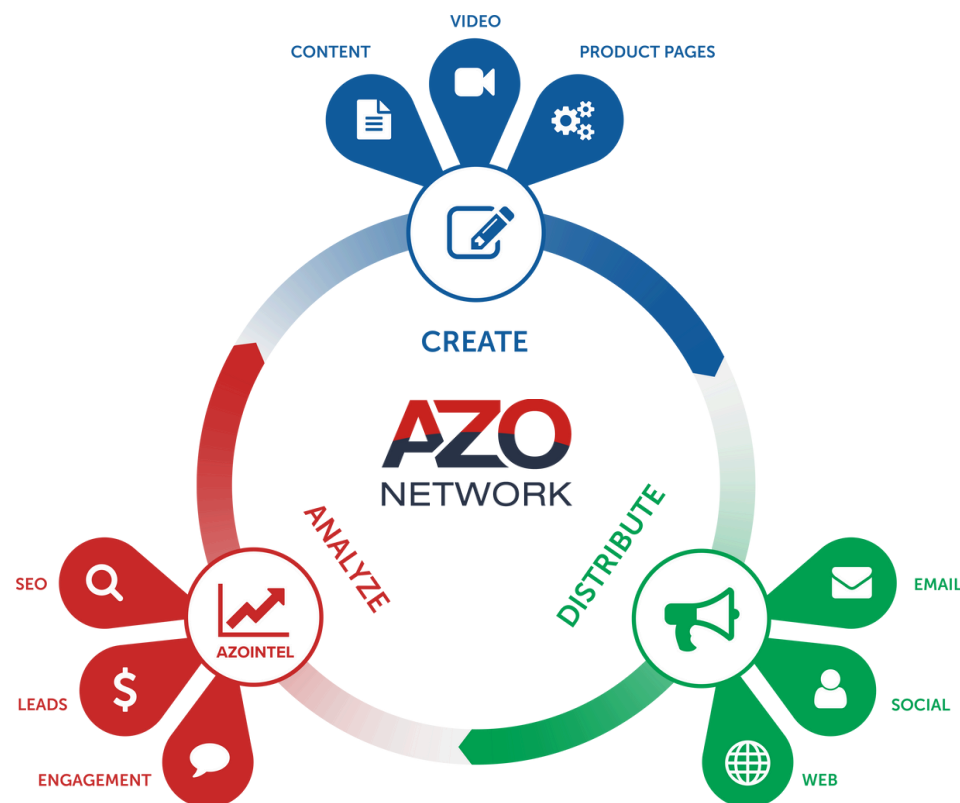 VIDEO
CONTENT
PRODUCT PAGES
CREATE
AZO
NETWORK
ANALYZE
DISTRIBUTE
SEO
EMAIL
AZOINTEL
LEADS
$
SOCIAL
ENGAGEMENT
WEB